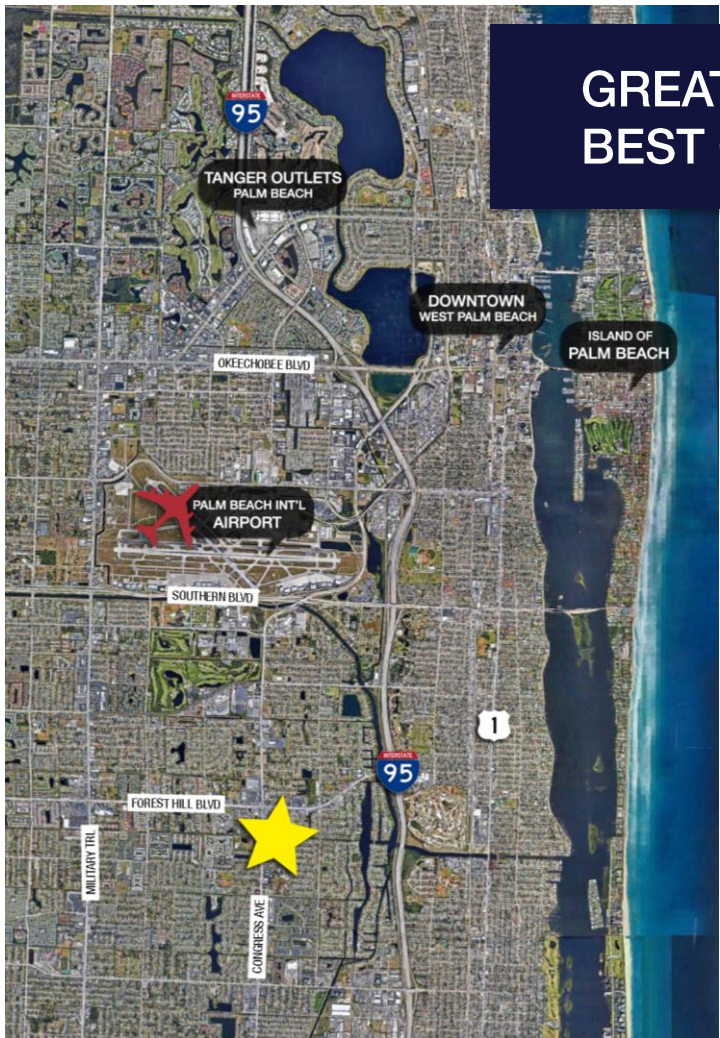 GREAT
BEST
INTERSTATE
95
TANGER OUTLETS
PALM BEACH
DOWNTOWN
WEST PALM BEACH
ISLAND OF
PALM BEACH
OKEECHOBEE BLVD
PALM BEACH INT'L
AIRPORT
SOUTHERN BLVD
1
INTERSTATE
95
FOREST HILL BLVD
MILITARY TRL
CONGRESS AVE